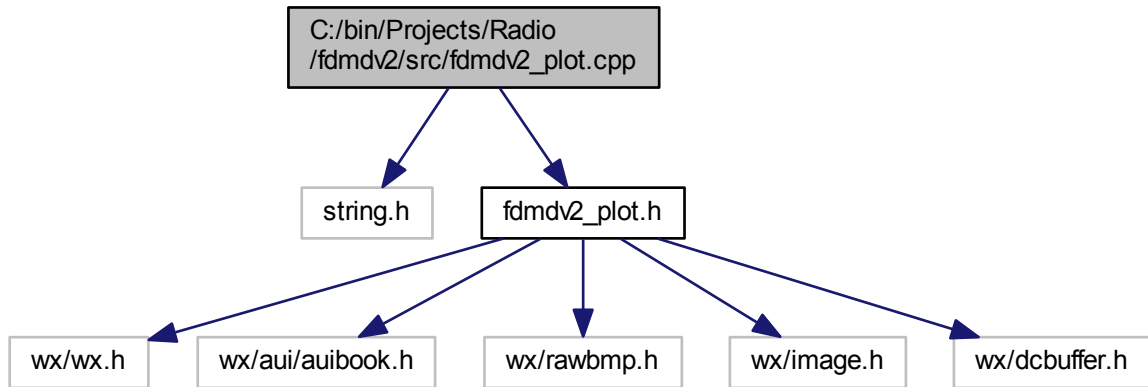 C:/bin/Projects/Radio
/fdmdv2/src/fdmdv2_plot.cpp
string.h
fdmdv2_plot.h
wx/wx.h
wx/aui/auibook.h
wx/rawbmp.h
wx/image.h
wx/dcbuffer.h